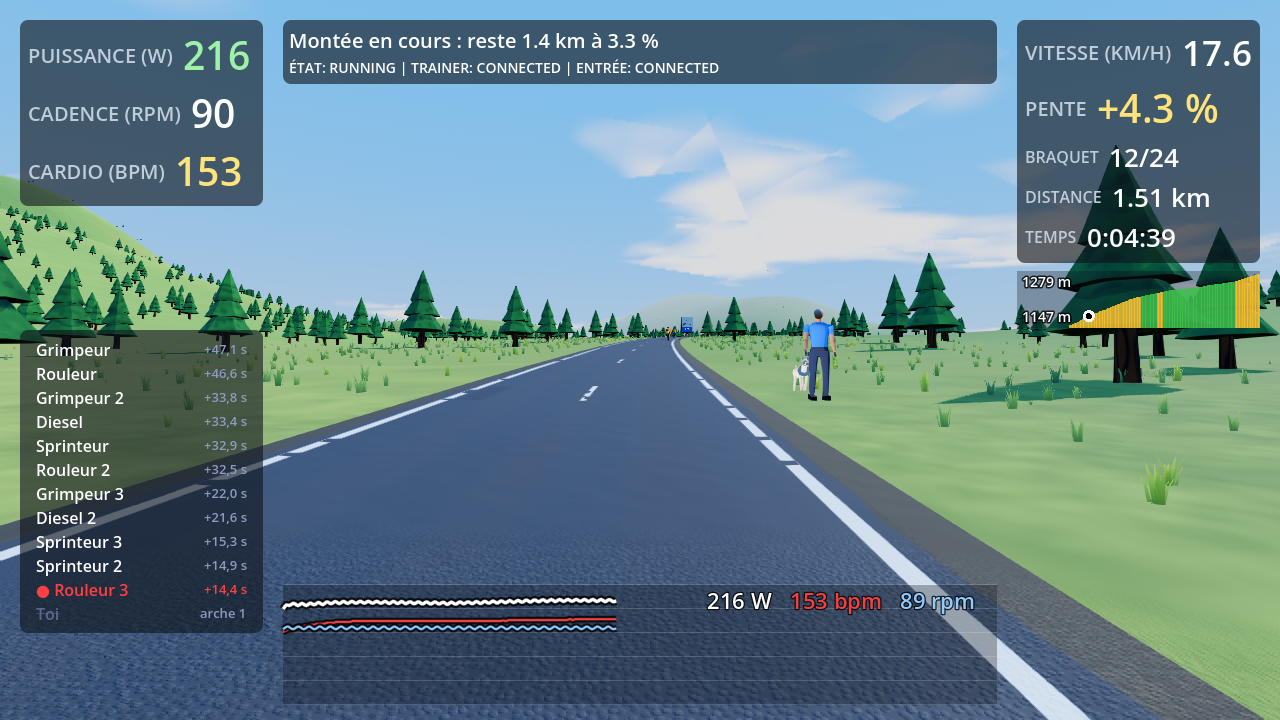 PUISSANCE (W) 216
CADENCE (RPM) 90
CARDIO (BPM) 153
Montée en cours : reste 1.4 km à 3.3 %
ÉTAT: RUNNING | TRAINER: CONNECTED | ENTRÉE: CONNECTED
VITESSE (KM/H) 17.6
PENTE +4.3 %
BRAQUET 12/24
DISTANCE 1.51 km
TEMPS 0:04:39
1279 m
1147 m
Grimpeur +47,1 s
Rouleur +46,6 s
Grimpeur 2 +33,8 s
Diesel +33,4 s
Sprinteur +32,9 s
Rouleur 2 +32,5 s
Grimpeur 3 +22,0 s
Diesel 2 +21,6 s
Sprinteur 3 +15,3 s
Sprinteur 2 +14,9 s
Rouleur 3 +14,4 s
Toi arche 1
216 W 153 bpm 89 rpm